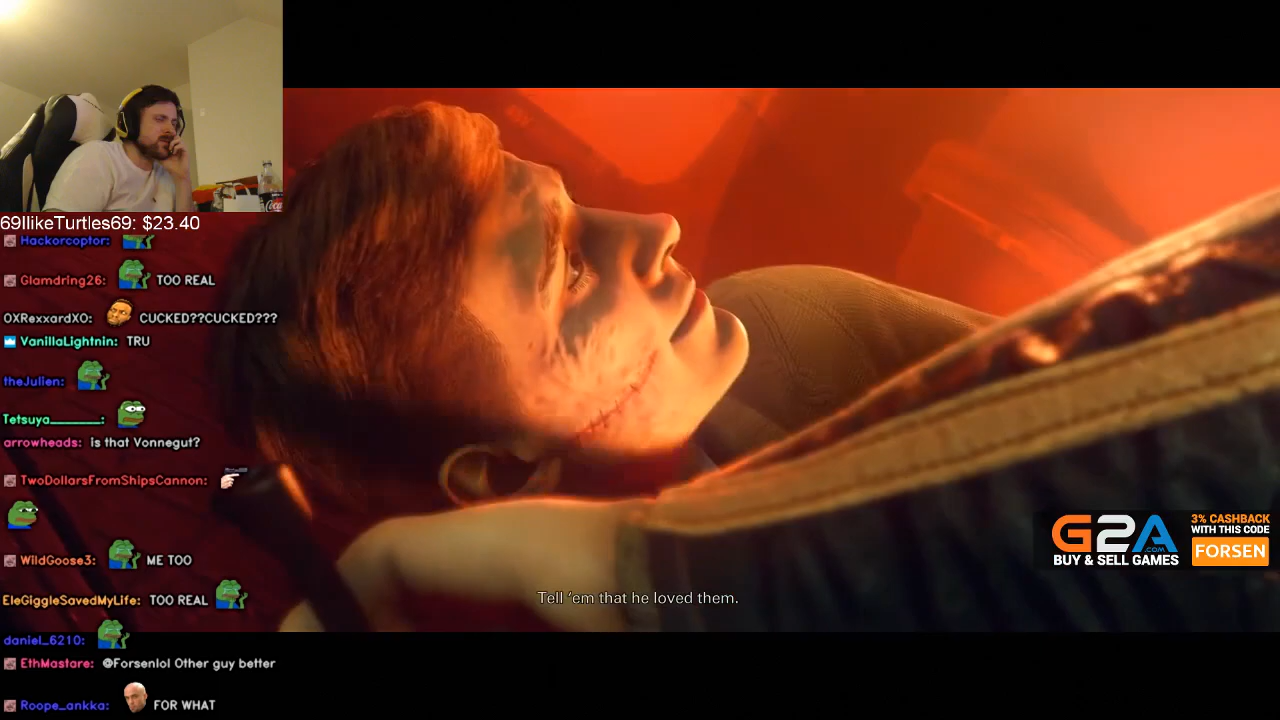 69IlikeTurtles69: $23.40
Hackorcoptor:
Glamdring26: TOO REAL
OXRexxardXO: CUCKED??CUCKED???
VanillaLightnin: TRU
theJulien:
Tetsuya______:
arrowheads: is that Vonnegut?
TwoDollarsFromShipsCannon:
WildGoose3: ME TOO
EleGiggleSavedMyLife: TOO REAL
daniel_6210:
EthMastare: @Forsenlol Other guy better
Roope_ankka: FOR WHAT
Tell 'em that he loved them.
G2A.COM
BUY & SELL GAMES
3% CASHBACK
WITH THIS CODE
FORSEN